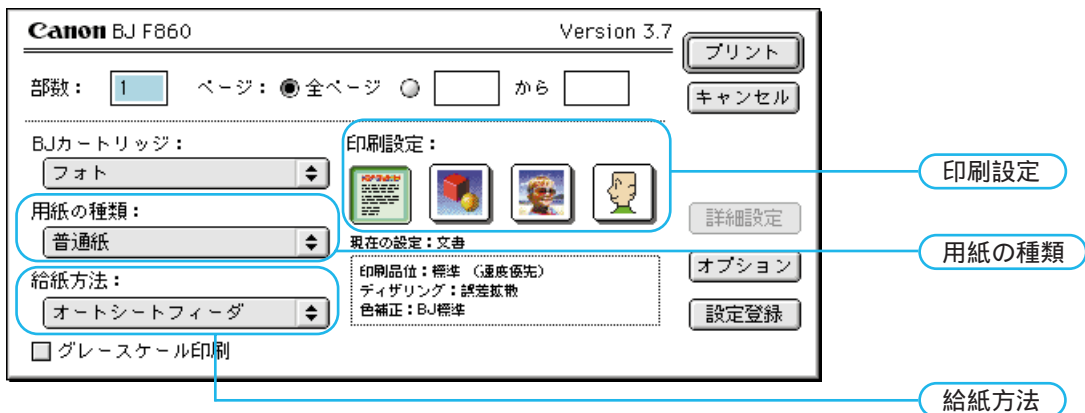 Canon BJ F860 Version 3.7
プリント
部数： 1 ページ： 全ページ から
キャンセル
BJカートリッジ：
フォト
印刷設定：
印刷設定
用紙の種類：
普通紙
詳細設定
現在の設定：文書
用紙の種類
印刷品位：標準 （速度優先）
ディザリング：誤差拡散
色補正：BJ標準
オプション
給紙方法：
オートシートフィーダ
設定登録
グレースケール印刷
給紙方法